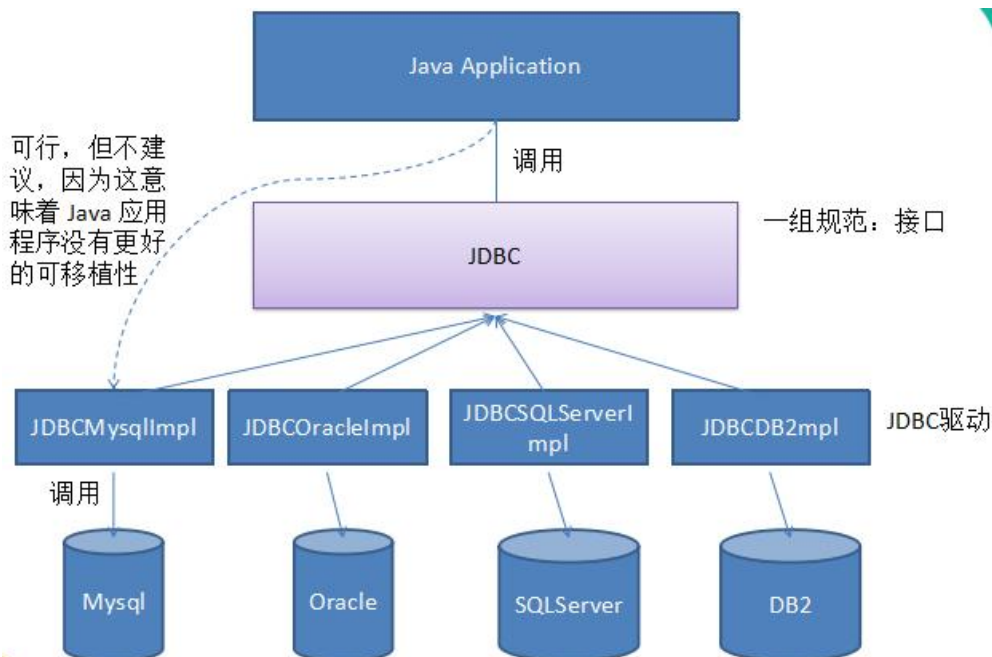 Java Application
可行，但不建
议，因为这意
味着 Java 应用
程序没有更好
的可移植性
调用
一组规范：接口
JDBC
JDBCMysqlImpl
JDBCOracleImpl
JDBCSQLServerI
mpl
JDBCDB2mpl
JDBC驱动
调用
Mysql
Oracle
SQLServer
DB2